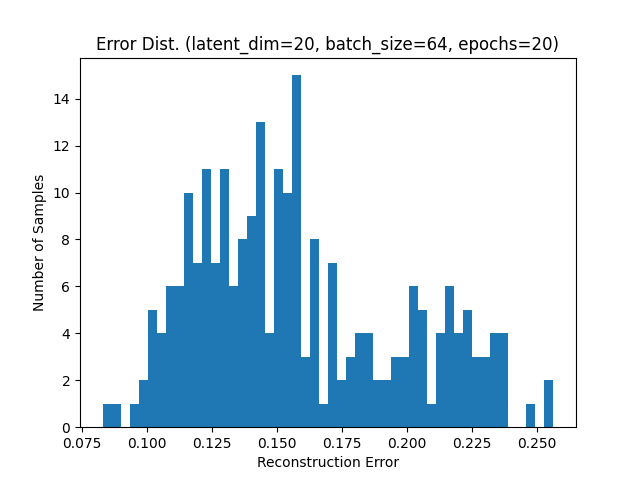 Error Dist. (latent_dim=20, batch_size=64, epochs=20)
Number of Samples
14
12
10
8
6
4
2
0
0.075 0.100 0.125 0.150 0.175 0.200 0.225 0.250
Reconstruction Error